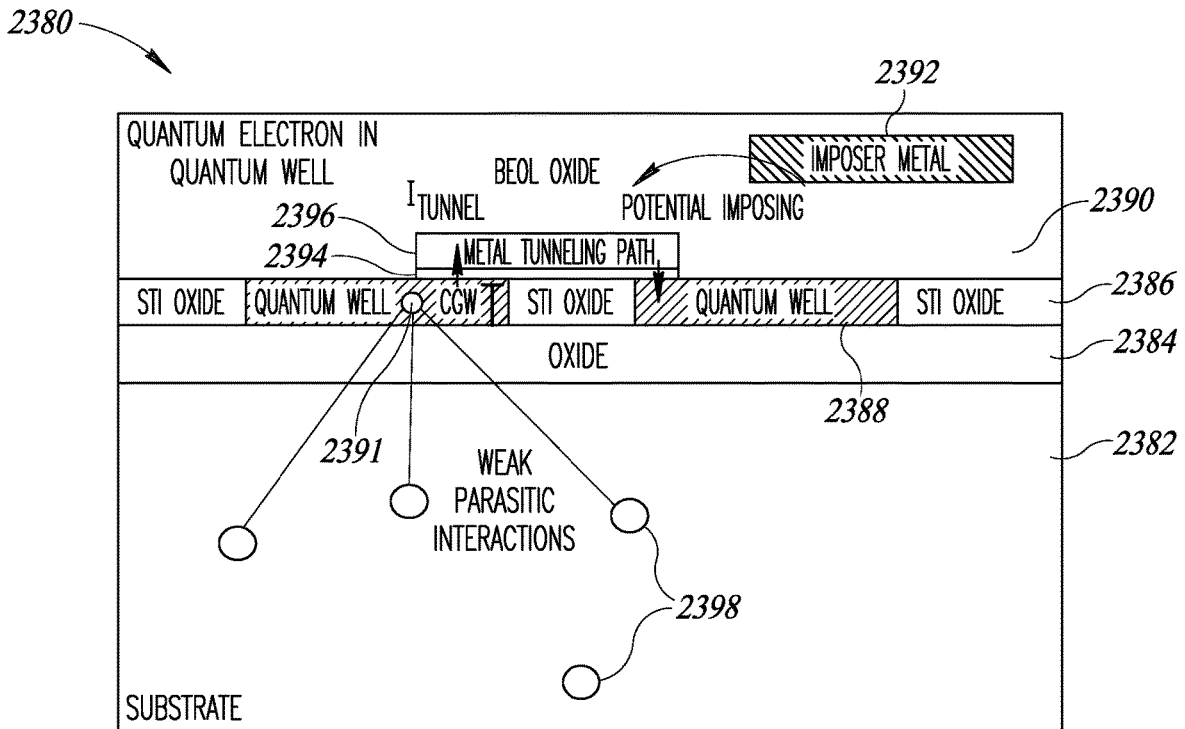 2380
2392
QUANTUM ELECTRON IN
QUANTUM WELL
IMPOSER METAL
BEOL OXIDE
I TUNNEL
POTENTIAL IMPOSING
2390
2396
METAL TUNNELING PATH
2394
STI OXIDE
QUANTUM WELL
CGW
STI OXIDE
QUANTUM WELL
STI OXIDE
2386
OXIDE
2384
2388
2391
2382
WEAK
PARASITIC
INTERACTIONS
2398
SUBSTRATE